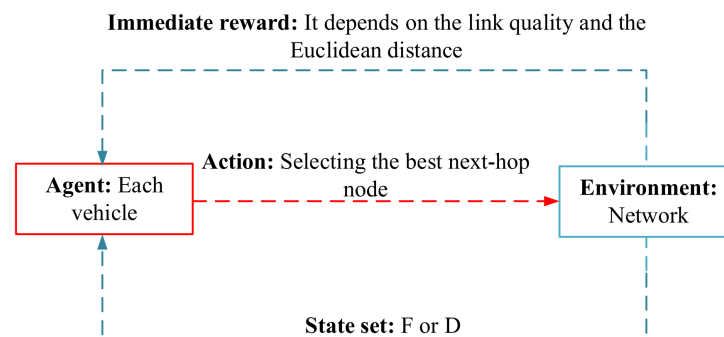 Immediate reward: It depends on the link quality and the
Euclidean distance
Action: Selecting the best next-hop
node
Agent: Each
vehicle
Environment:
Network
State set: F or D